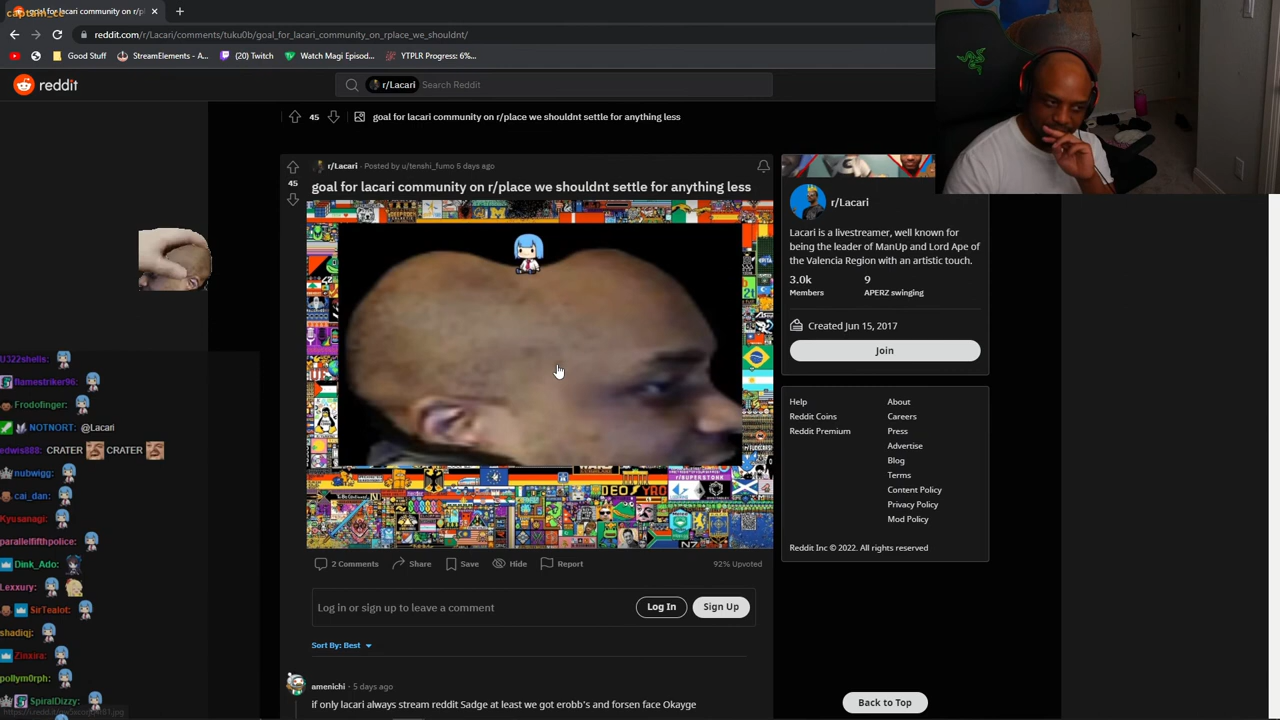 captain_cc
goal for lacari community on r/pl
reddit.com/r/Lacari/comments/tuku0b/goal_for_lacari_community_on_rplace_we_shouldnt/
Good Stuff
StreamElements - A...
(20) Twitch
Watch Magi Episod...
YTPLR Progress: 6%...
reddit
r/Lacari
Search Reddit
45
goal for lacari community on r/place we shouldnt settle for anything less
r/Lacari · Posted by u/tenshi_fumo 5 days ago
45
goal for lacari community on r/place we shouldnt settle for anything less
2 Comments
Share
Save
Hide
Report
92% Upvoted
Log in or sign up to leave a comment
Log In
Sign Up
Sort By: Best
amenichi · 5 days ago
if only lacari always stream reddit Sadge at least we got erobb's and forsen face Okayge
r/Lacari
Lacari is a livestreamer, well known for
being the leader of ManUp and Lord Ape of
the Valencia Region with an artistic touch.
3.0k
Members
9
APERZ swinging
Created Jun 15, 2017
Join
Help
Reddit Coins
Reddit Premium
About
Careers
Press
Advertise
Blog
Terms
Content Policy
Privacy Policy
Mod Policy
Reddit Inc © 2022. All rights reserved
Back to Top
UJ22shells:
Bamestriker96:
Frodofinger:
NOTNORT: @Lacari
edwis888: CRATER CRATER
nubwigg:
cai_dan:
Kyusanagi:
parallelfifthpolice:
Dink_Ado:
Lexxury:
SirTealot:
shadiqj:
Zinxira:
pollym0rph:
SpiralDizzy: